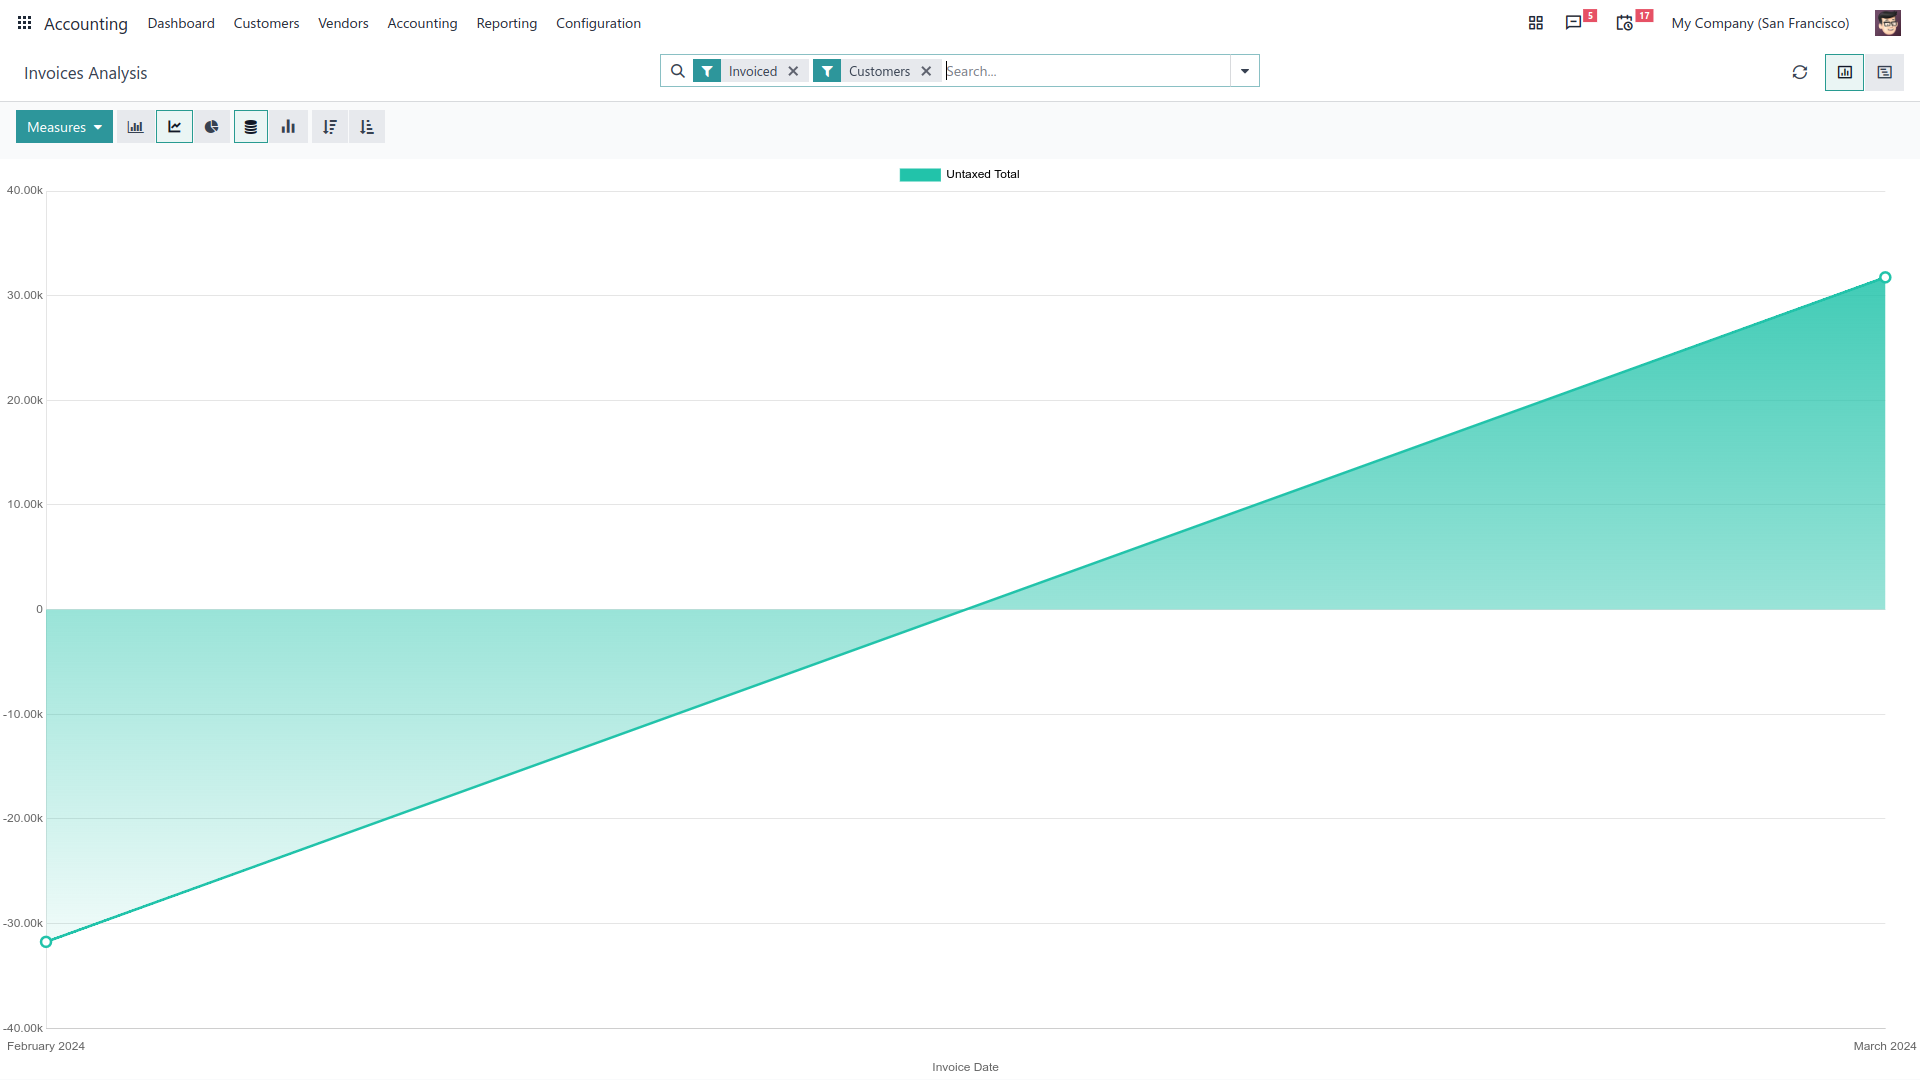 Accounting Dashboard Customers Vendors Accounting Reporting Configuration 5 17 My Company (San Francisco)
Invoices Analysis Invoiced Customers Search...
Measures
Untaxed Total
40.00k
30.00k
20.00k
10.00k
0
-10.00k
-20.00k
-30.00k
-40.00k
February 2024 March 2024
Invoice Date